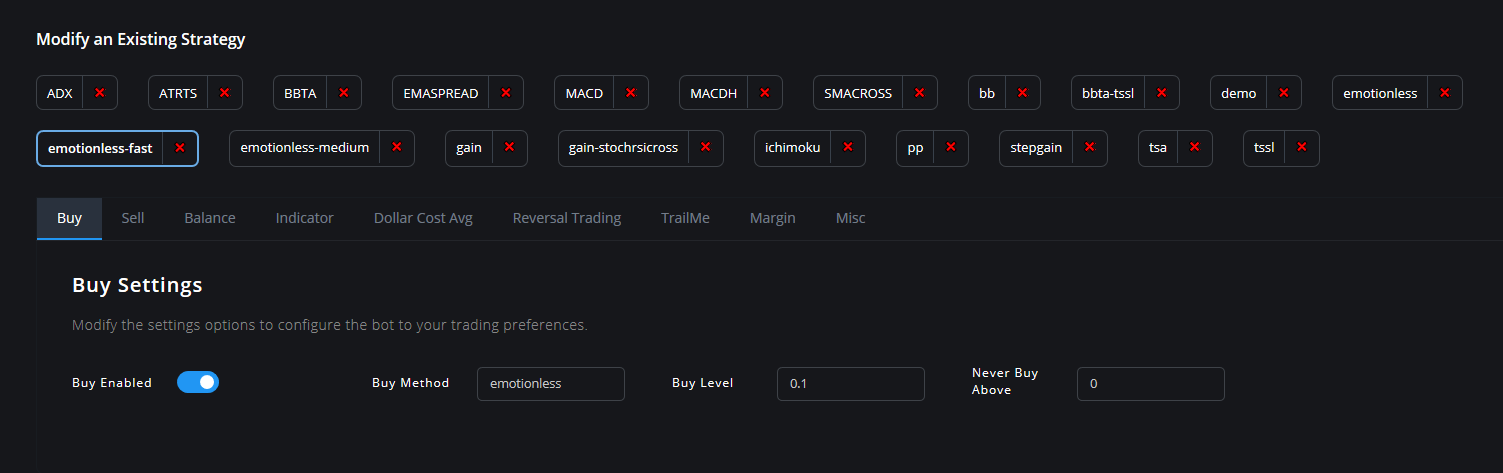 Modify an Existing Strategy
ADX × ATRTS × BBTA × EMASPREAD × MACD × MACDH × SMACROSS × bb × bbta-tssl × demo × emotionless ×
emotionless-fast × emotionless-medium × gain × gain-stochrsicross × ichimoku × pp × stepgain × tsa × tssl ×
Buy Sell Balance Indicator Dollar Cost Avg Reversal Trading TrailMe Margin Misc
Buy Settings
Modify the settings options to configure the bot to your trading preferences.
Buy Enabled Buy Method emotionless Buy Level 0.1 Never Buy
Above 0